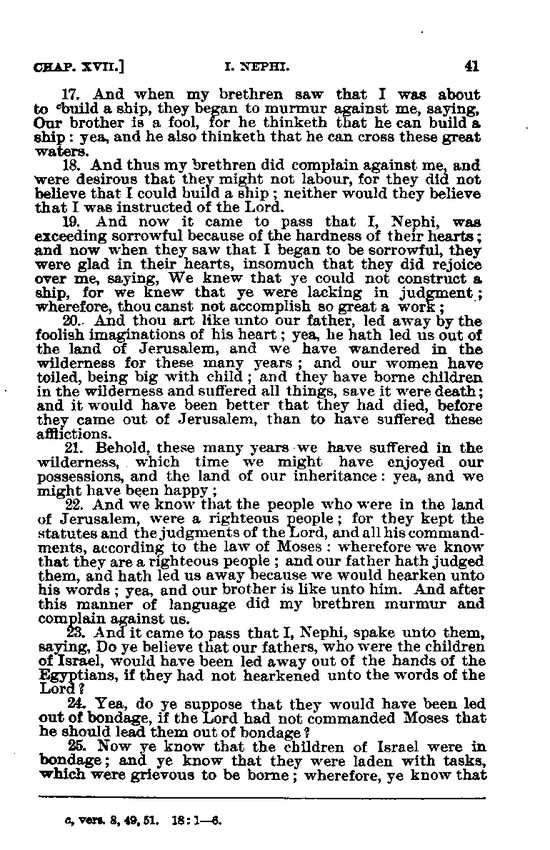 CHAP. XVII.] I. NEPHI. 41
17. And when my brethren saw that I was about
to ᶜbuild a ship, they began to murmur against me, saying,
Our brother is a fool, for he thinketh that he can build a
ship : yea, and he also thinketh that he can cross these great
waters.
18. And thus my brethren did complain against me, and
were desirous that they might not labour, for they did not
believe that I could build a ship ; neither would they believe
that I was instructed of the Lord.
19. And now it came to pass that I, Nephi, was
exceeding sorrowful because of the hardness of their hearts ;
and now when they saw that I began to be sorrowful, they
were glad in their hearts, insomuch that they did rejoice
over me, saying, We knew that ye could not construct a
ship, for we knew that ye were lacking in judgment ;
wherefore, thou canst not accomplish so great a work ;
20. And thou art like unto our father, led away by the
foolish imaginations of his heart ; yea, he hath led us out of
the land of Jerusalem, and we have wandered in the
wilderness for these many years ; and our women have
toiled, being big with child ; and they have borne children
in the wilderness and suffered all things, save it were death ;
and it would have been better that they had died, before
they came out of Jerusalem, than to have suffered these
afflictions.
21. Behold, these many years we have suffered in the
wilderness, which time we might have enjoyed our
possessions, and the land of our inheritance : yea, and we
might have been happy ;
22. And we know that the people who were in the land
of Jerusalem, were a righteous people ; for they kept the
statutes and the judgments of the Lord, and all his command-
ments, according to the law of Moses : wherefore we know
that they are a righteous people ; and our father hath judged
them, and hath led us away because we would hearken unto
his words ; yea, and our brother is like unto him. And after
this manner of language did my brethren murmur and
complain against us.
23. And it came to pass that I, Nephi, spake unto them,
saying, Do ye believe that our fathers, who were the children
of Israel, would have been led away out of the hands of the
Egyptians, if they had not hearkened unto the words of the
Lord ?
24. Yea, do ye suppose that they would have been led
out of bondage, if the Lord had not commanded Moses that
he should lead them out of bondage ?
25. Now ye know that the children of Israel were in
bondage ; and ye know that they were laden with tasks,
which were grievous to be borne ; wherefore, ye know that
c, vers. 8, 49, 51. 18 : 1—6.